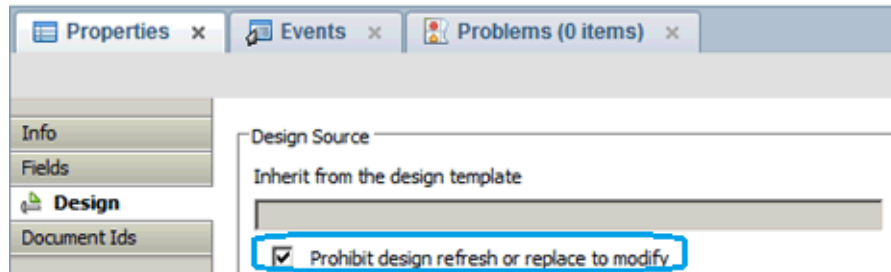 Properties x Events x Problems (0 items) x
Info
Design Source
Fields
Inherit from the design template
Design
Document Ids
Prohibit design refresh or replace to modify